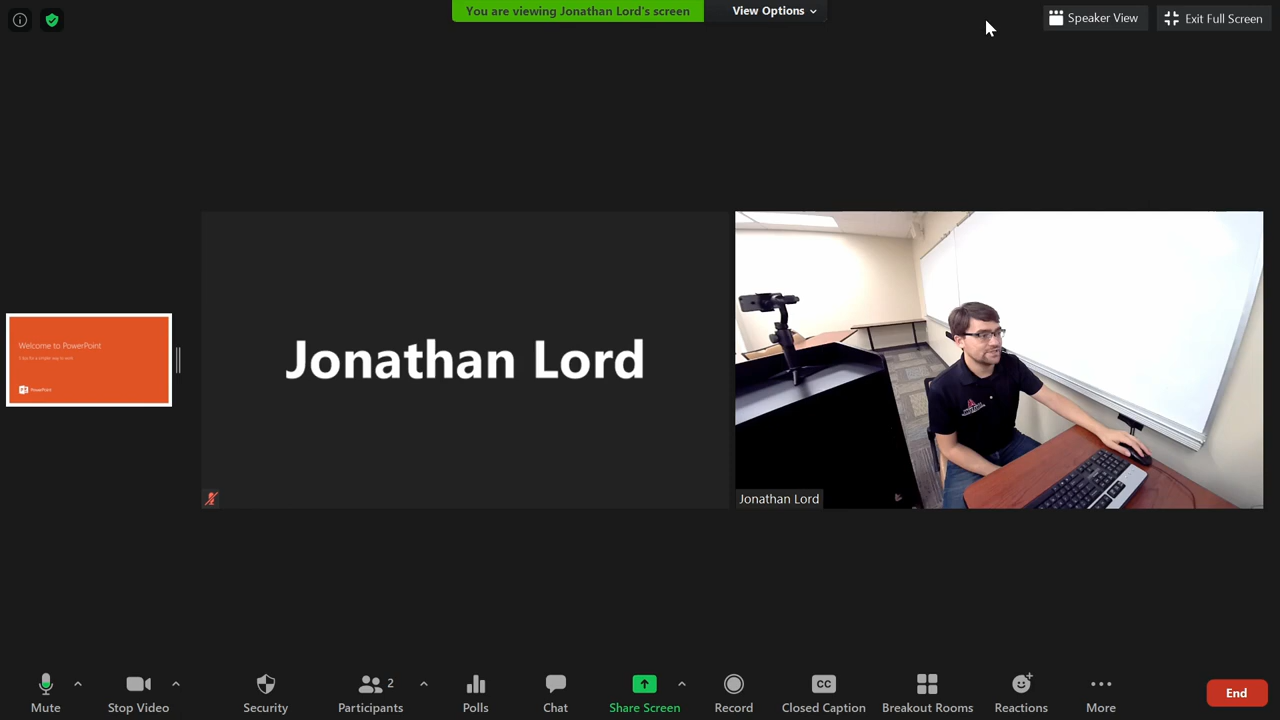 You are viewing Jonathan Lord's screen
View Options
Speaker View
Exit Full Screen
Welcome to PowerPoint
PowerPoint
Jonathan Lord
Jonathan Lord
Mute
Stop Video
Security
2
Participants
Polls
Chat
Share Screen
Record
CC
Closed Caption
Breakout Rooms
Reactions
More
End